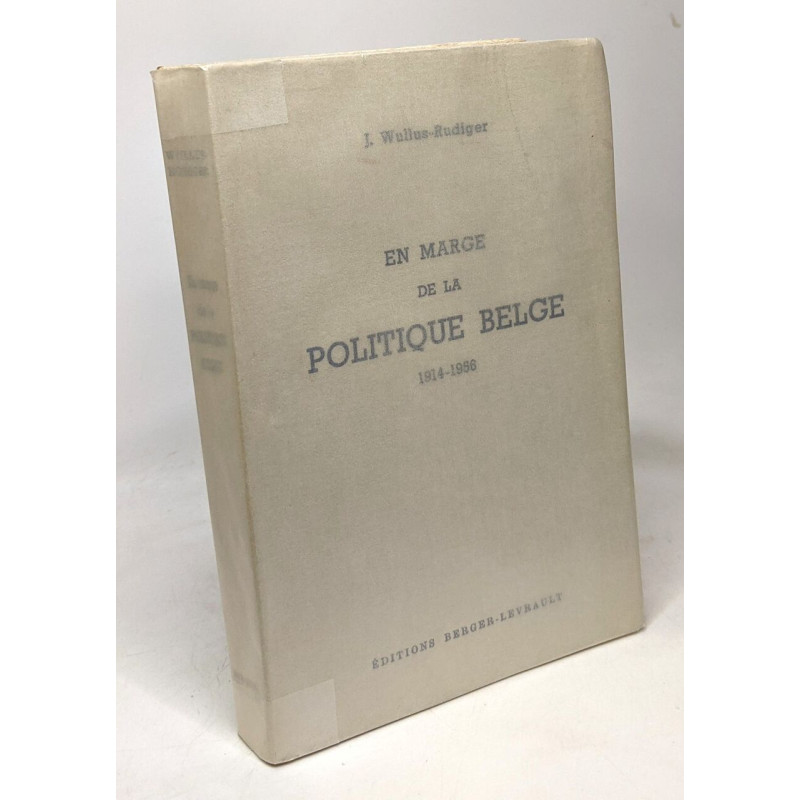 J. Wullus-Rudiger
EN MARGE
DE LA
POLITIQUE BELGE
1914-1956
ÉDITIONS BERGER-LEVRAULT